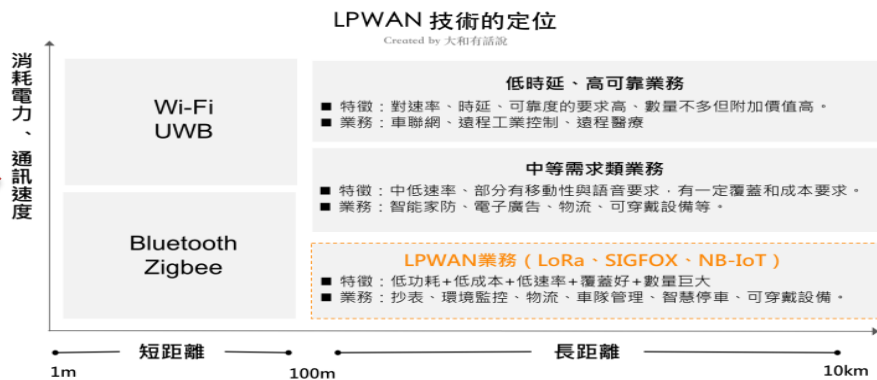 LPWAN 技術的定位
Created by 大和有話說
消耗電力、通訊速度
Wi-Fi
UWB
Bluetooth
Zigbee
低時延、高可靠業務
■ 特徵：對速率、時延、可靠度的要求高、數量不多但附加價值高。
■ 業務：車聯網、遠程工業控制、遠程醫療
中等需求類業務
■ 特徵：中低速率、部分有移動性與語音要求，有一定覆蓋和成本要求。
■ 業務：智能家防、電子廣告、物流、可穿戴設備等。
LPWAN業務（LoRa、SIGFOX、NB-IoT）
■ 特徵：低功耗+低成本+低速率+覆蓋好+數量巨大
■ 業務：抄表、環境監控、物流、車隊管理、智慧停車、可穿戴設備。
短距離
長距離
1m
100m
10km